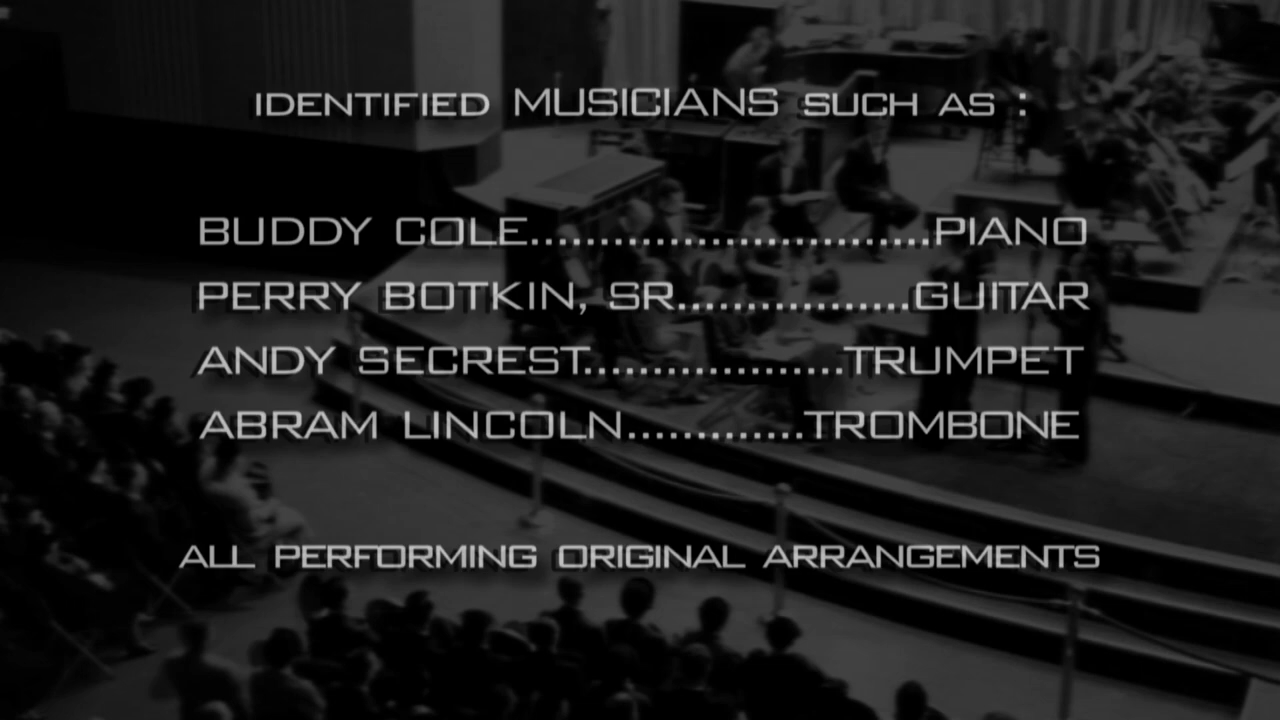 IDENTIFIED MUSICIANS SUCH AS :
BUDDY COLE.............................PIANO
PERRY BOTKIN, SR.................GUITAR
ANDY SECREST...................TRUMPET
ABRAM LINCOLN.............TROMBONE
ALL PERFORMING ORIGINAL ARRANGEMENTS